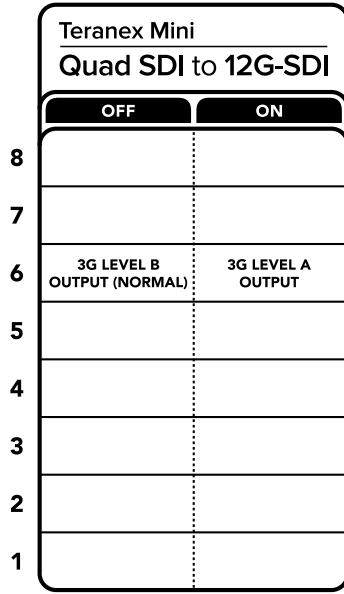 Teranex Mini
Quad SDI to 12G-SDI
OFF ON
8
7
6 3G LEVEL B OUTPUT (NORMAL) 3G LEVEL A OUTPUT
5
4
3
2
1